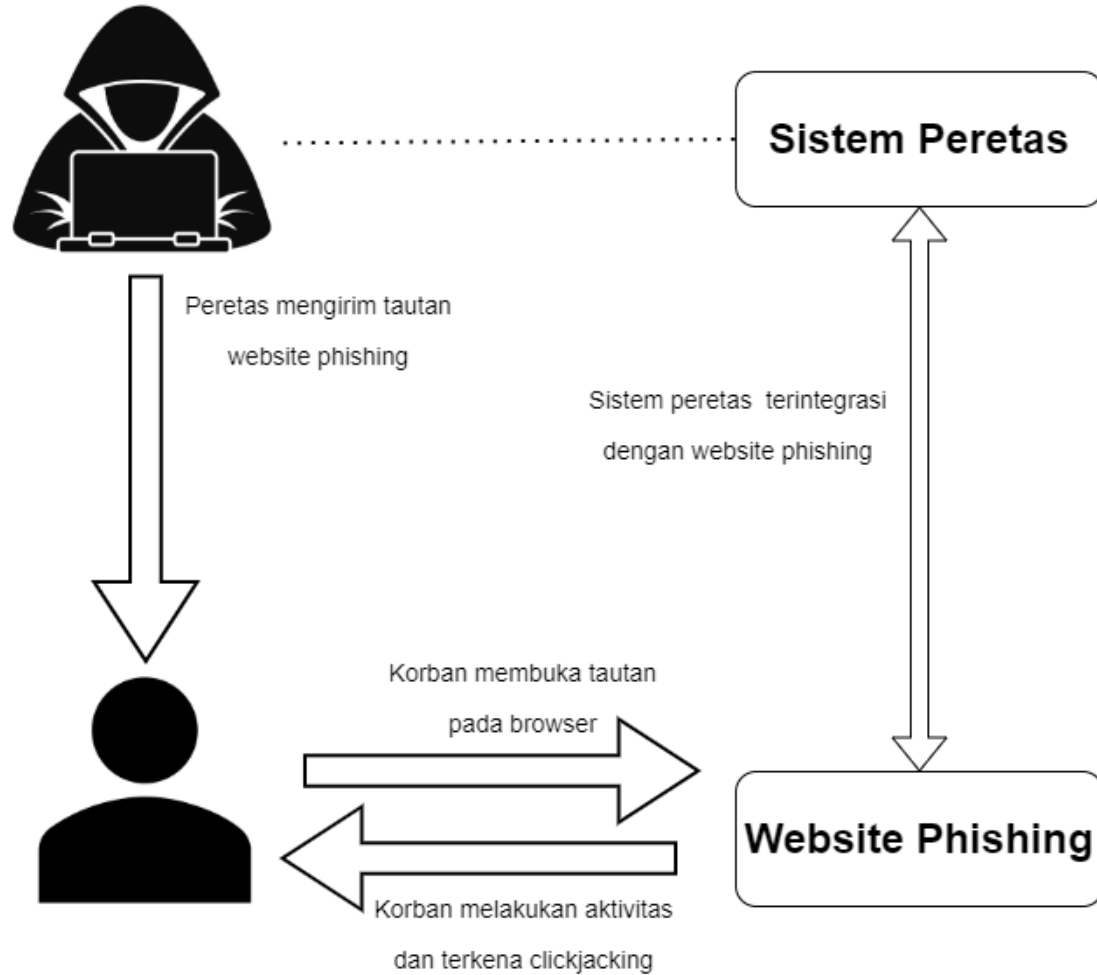 Sistem Peretas
Peretas mengirim tautan
website phishing
Sistem peretas  terintegrasi
dengan website phishing
Korban membuka tautan
pada browser
Website Phishing
Korban melakukan aktivitas
dan terkena clickjacking